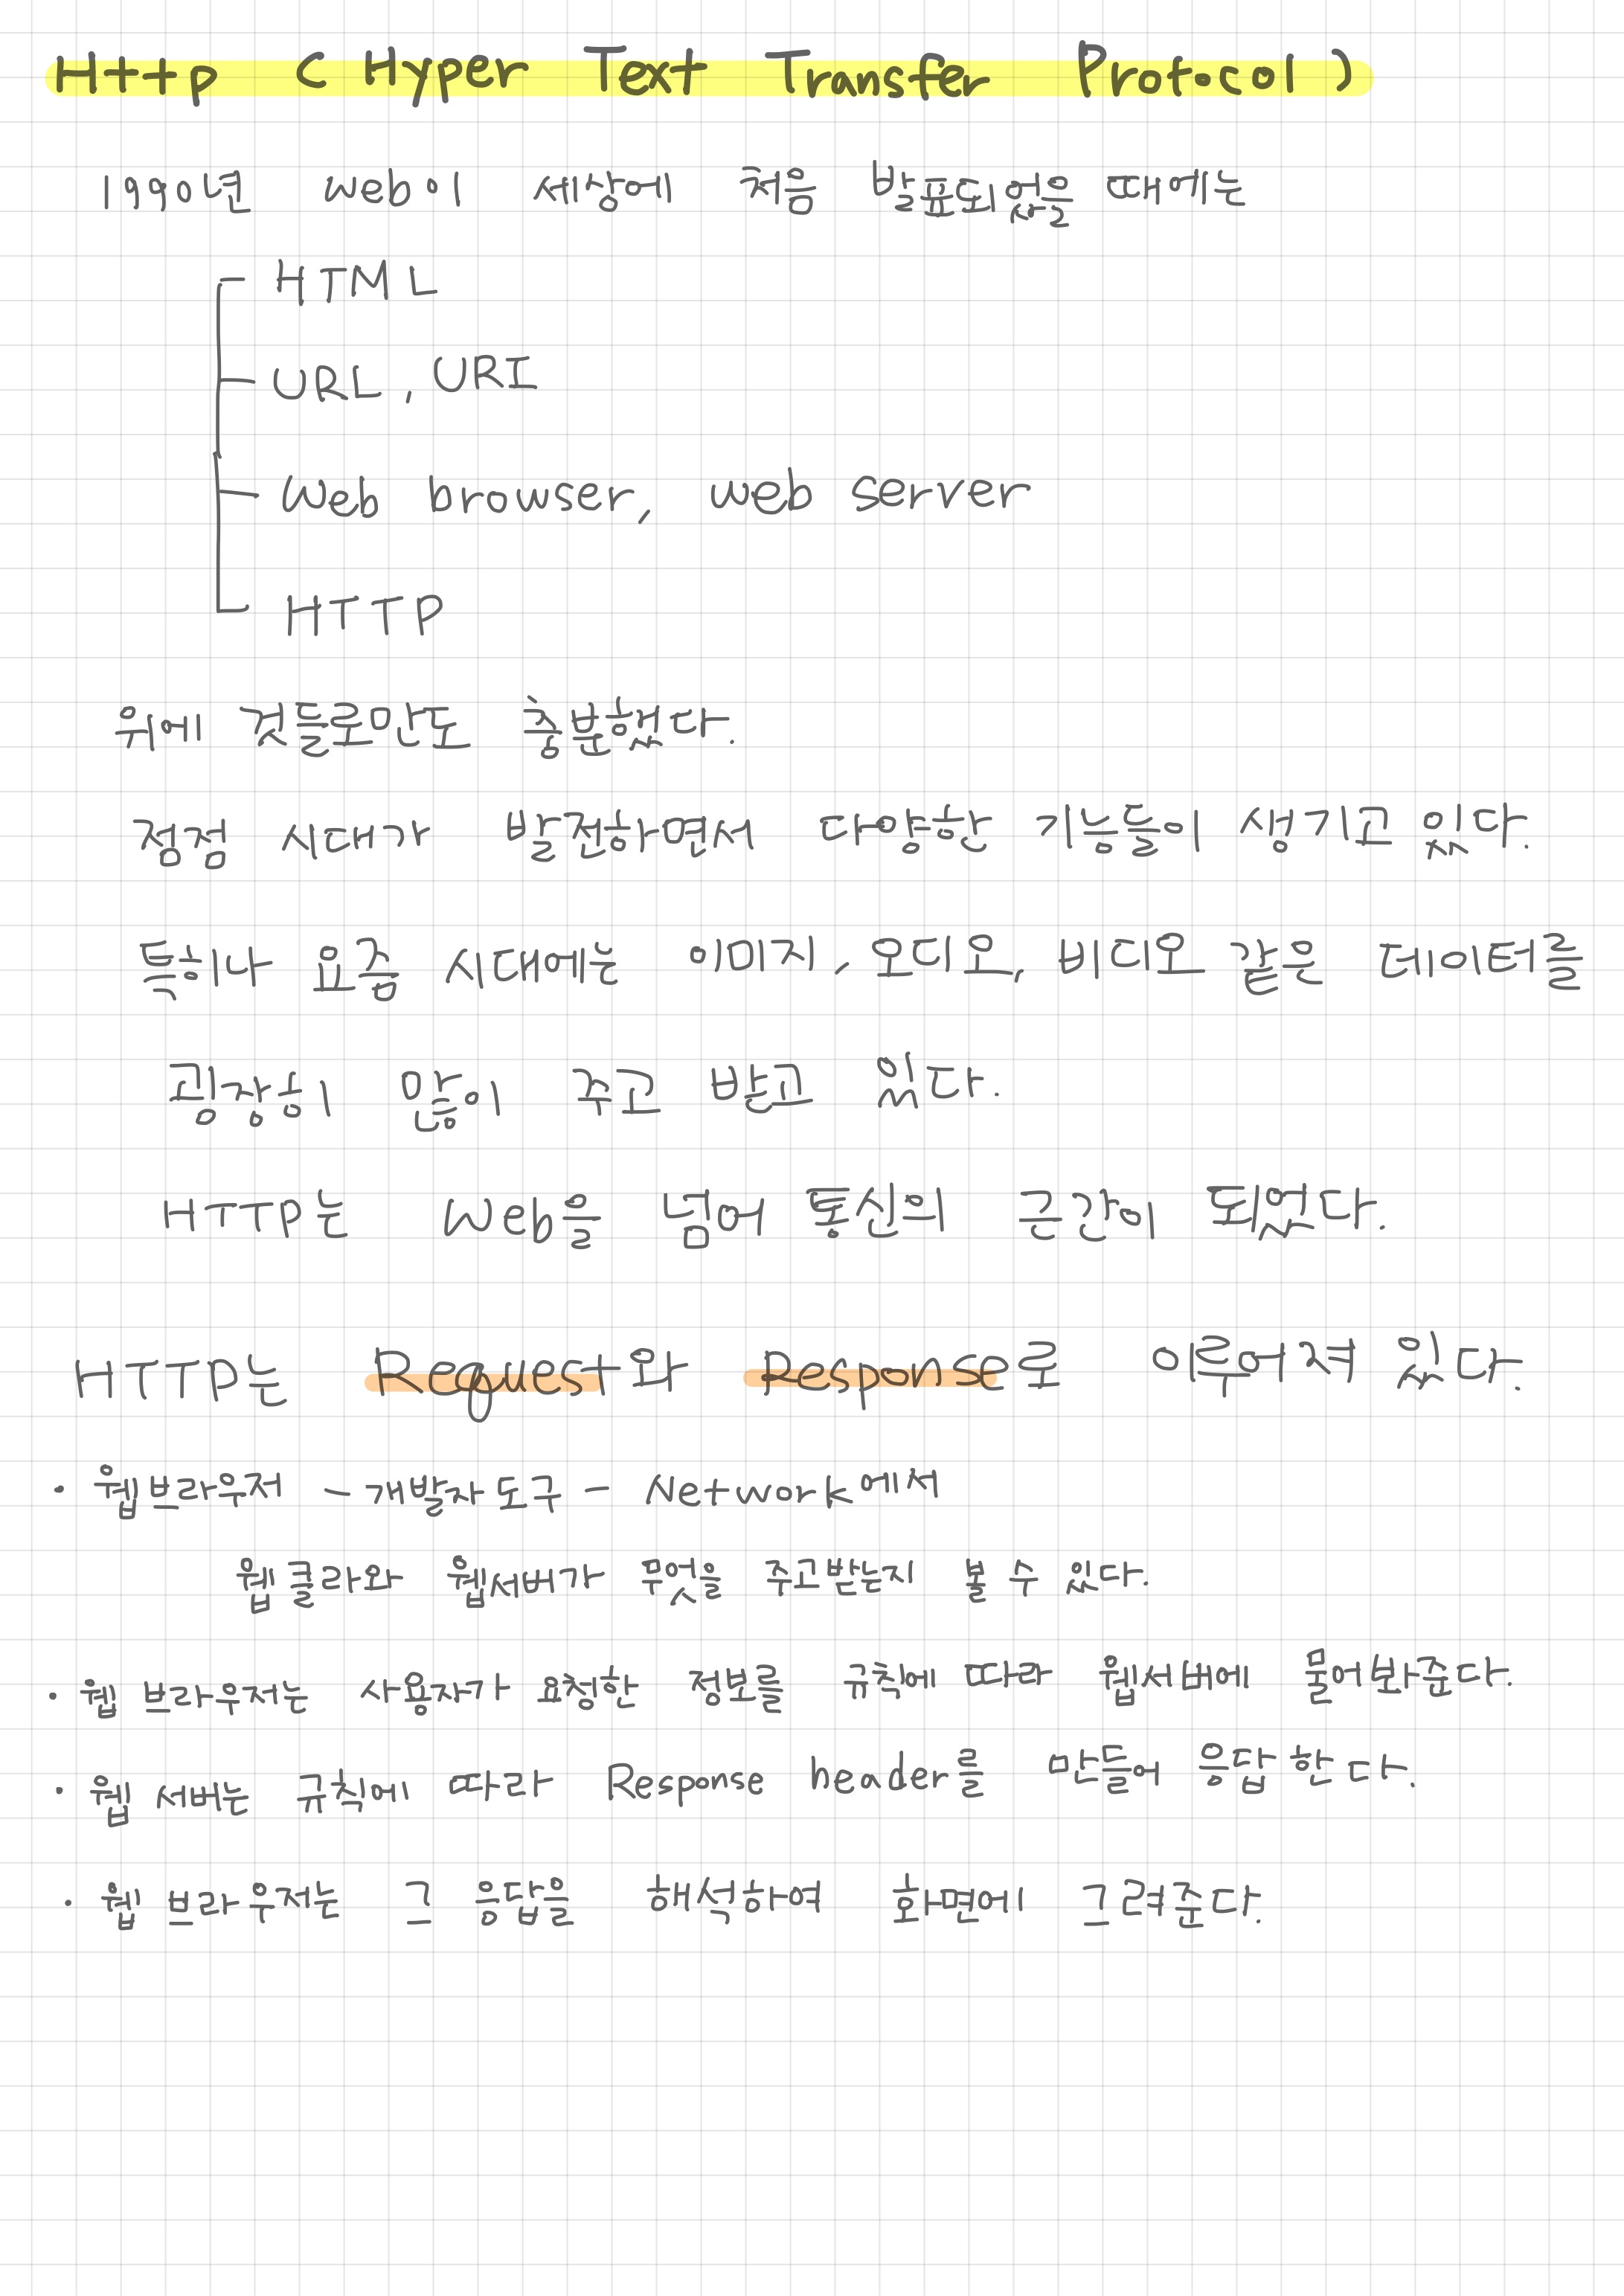 Http ( Hyper Text Transfer Protocol )
1990년 web이 세상에 처음 발표되었을 때에는
HTML
URL, URI
Web browser, web server
HTTP
위에 것들로만도 충분했다.
점점 시대가 발전하면서 다양한 기능들이 생기고 있다.
특히나 요즘 시대에는 이미지, 오디오, 비디오 같은 데이터를
굉장히 많이 주고 받고 있다.
HTTP는 Web을 넘어 통신의 근간이 되었다.
HTTP는 Request와 Response로 이루어져 있다.
· 웹브라우저 - 개발자 도구 - Network에서
웹 클라와 웹서버가 무엇을 주고받는지 볼 수 있다.
· 웹 브라우저는 사용자가 요청한 정보를 규칙에 따라 웹서버에 물어봐준다.
· 웹 서버는 규칙에 따라 Response header를 만들어 응답 한다.
· 웹 브라우저는 그 응답을 해석하여 화면에 그려준다.